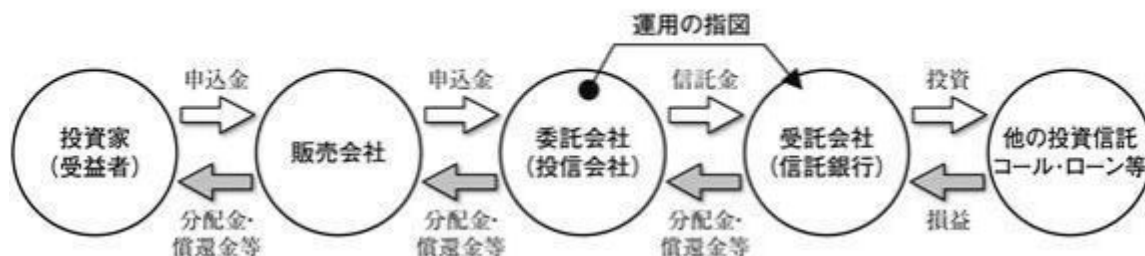 運用の指図
申込金
申込金
信託金
投資
投資家
(受益者)
販売会社
委託会社
(投信会社)
受託会社
(信託銀行)
他の投資信託
コール・ローン等
分配金・
償還金等
分配金・
償還金等
分配金・
償還金等
損益